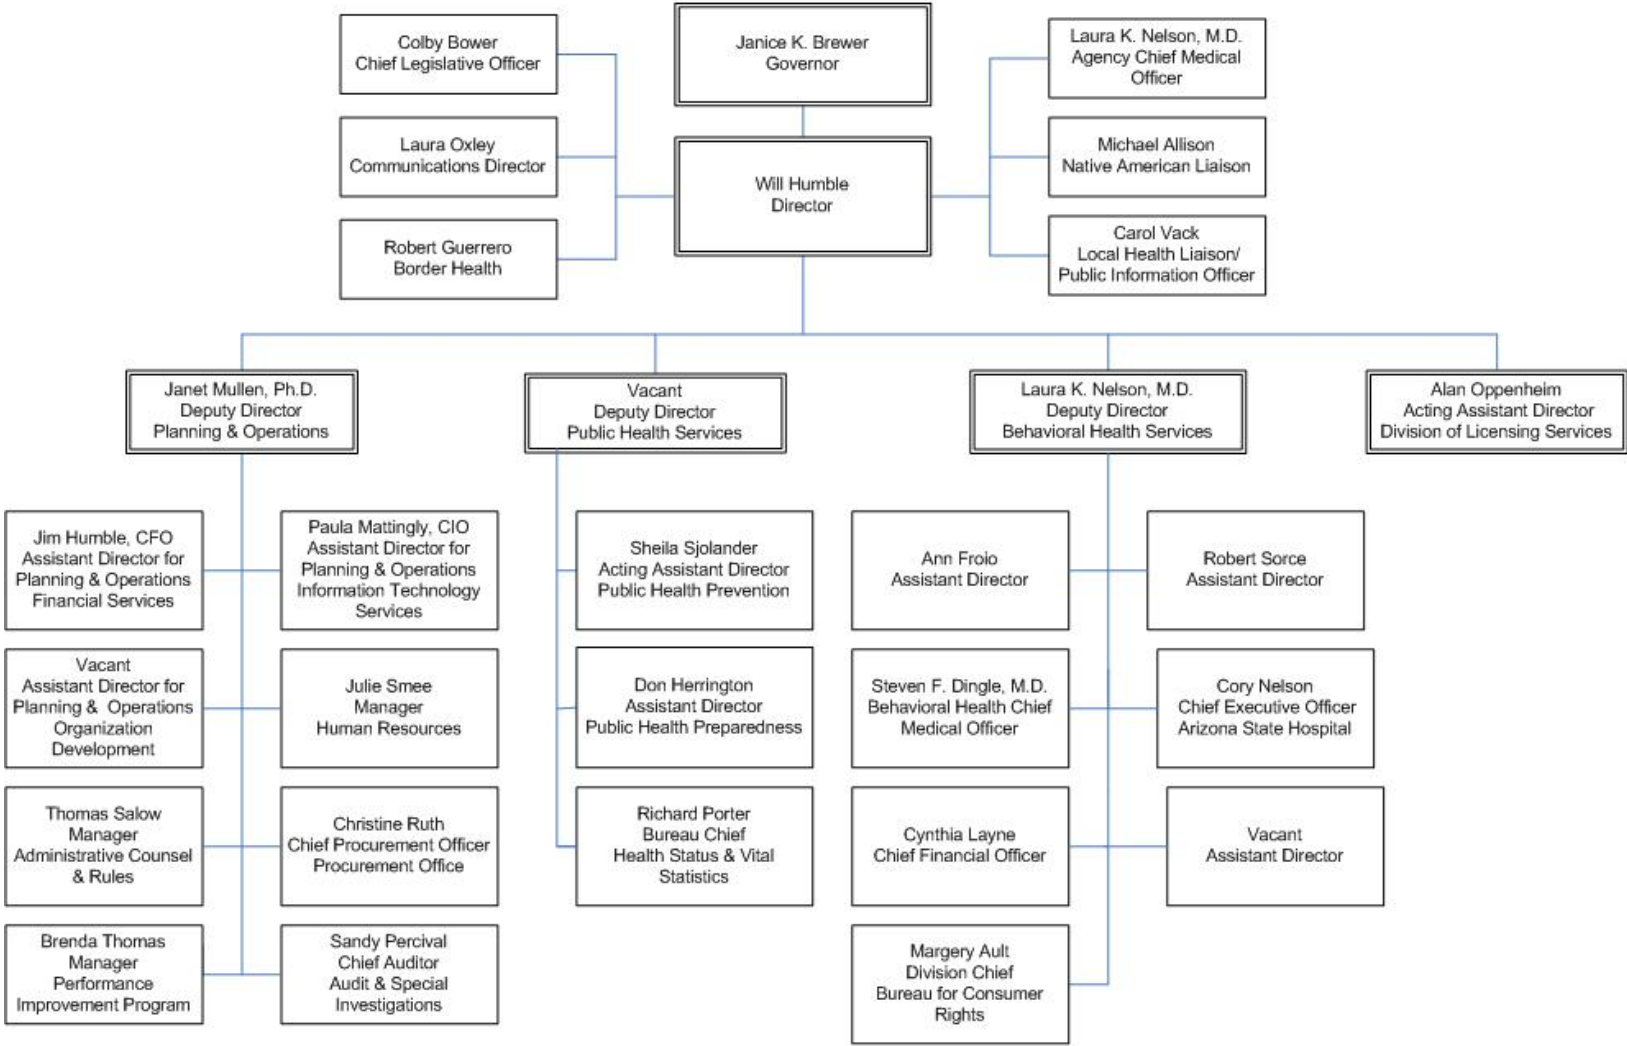 Colby Bower
Chief Legislative Officer
Janice K. Brewer
Governor
Laura K. Nelson, M.D.
Agency Chief Medical
Officer
Laura Oxley
Communications Director
Will Humble
Director
Michael Allison
Native American Liaison
Robert Guerrero
Border Health
Carol Vack
Local Health Liaison/
Public Information Officer
Janet Mullen, Ph.D.
Deputy Director
Planning & Operations
Vacant
Deputy Director
Public Health Services
Laura K. Nelson, M.D.
Deputy Director
Behavioral Health Services
Alan Oppenheim
Acting Assistant Director
Division of Licensing Services
Jim Humble, CFO
Assistant Director for
Planning & Operations
Financial Services
Paula Mattingly, CIO
Assistant Director for
Planning & Operations
Information Technology
Services
Sheila Sjolander
Acting Assistant Director
Public Health Prevention
Ann Froio
Assistant Director
Robert Sorce
Assistant Director
Vacant
Assistant Director for
Planning & Operations
Organization
Development
Julie Smee
Manager
Human Resources
Don Herrington
Assistant Director
Public Health Preparedness
Steven F. Dingle, M.D.
Behavioral Health Chief
Medical Officer
Cory Nelson
Chief Executive Officer
Arizona State Hospital
Thomas Salow
Manager
Administrative Counsel
& Rules
Christine Ruth
Chief Procurement Officer
Procurement Office
Richard Porter
Bureau Chief
Health Status & Vital
Statistics
Cynthia Layne
Chief Financial Officer
Vacant
Assistant Director
Brenda Thomas
Manager
Performance
Improvement Program
Sandy Percival
Chief Auditor
Audit & Special
Investigations
Margery Ault
Division Chief
Bureau for Consumer
Rights